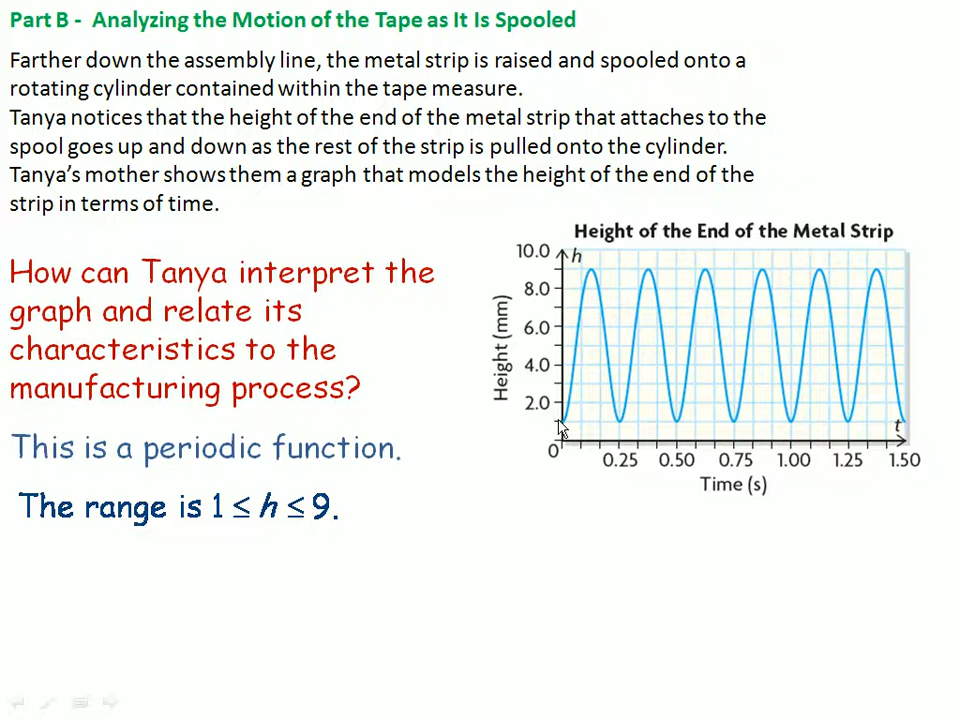 Part B - Analyzing the Motion of the Tape as It Is Spooled
Farther down the assembly line, the metal strip is raised and spooled onto a
rotating cylinder contained within the tape measure.
Tanya notices that the height of the end of the metal strip that attaches to the
spool goes up and down as the rest of the strip is pulled onto the cylinder.
Tanya's mother shows them a graph that models the height of the end of the
strip in terms of time.
How can Tanya interpret the
graph and relate its
characteristics to the
manufacturing process?
This is a periodic function.
The range is 1 ≤ h ≤ 9.
Height of the End of the Metal Strip
10.0
h
8.0
6.0
4.0
2.0
0
Height (mm)
t
0.25 0.50 0.75 1.00 1.25 1.50
Time (s)